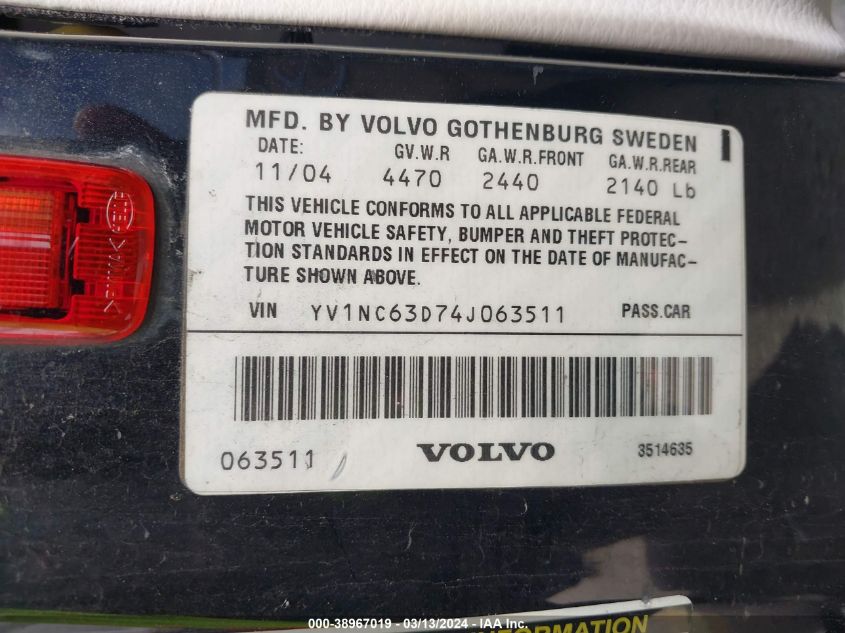 MFD. BY VOLVO GOTHENBURG SWEDEN
DATE: GV.W.R GA.W.R.FRONT GA.W.R.REAR
11/04 4470 2440 2140 Lb
THIS VEHICLE CONFORMS TO ALL APPLICABLE FEDERAL
MOTOR VEHICLE SAFETY, BUMPER AND THEFT PROTEC-
TION STANDARDS IN EFFECT ON THE DATE OF MANUFAC-
TURE SHOWN ABOVE.
VIN YV1NC63D74J063511 PASS.CAR
063511 VOLVO 3514635
INFORMATION
000-38967019 - 03/13/2024 - IAA Inc.